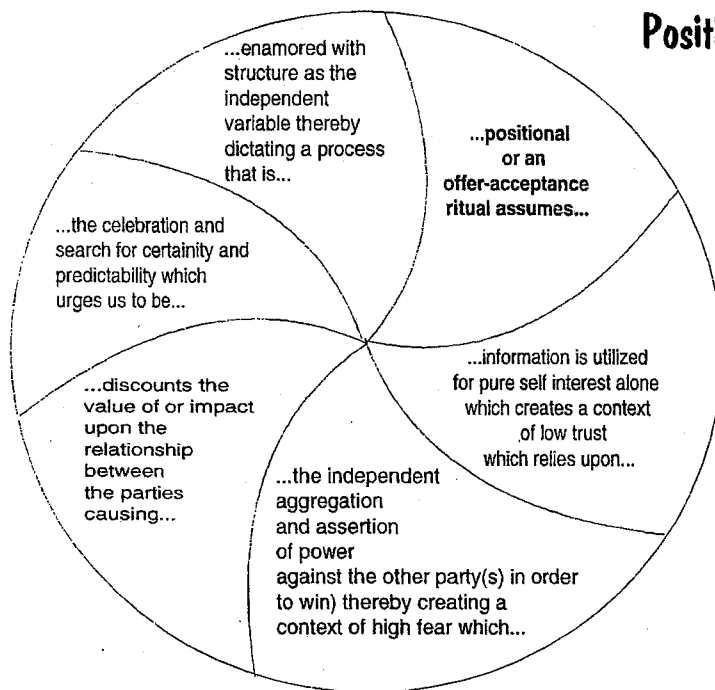 Posit
...positional
or an
offer-acceptance
ritual assumes...
...information is utilized
for pure self interest alone
which creates a context
of low trust
which relies upon...
...the independent
aggregation
and assertion
of power
against the other party(s) in order
to win) thereby creating a
context of high fear which...
...discounts the
value of or impact
upon the
relationship
between
the parties
causing...
...the celebration and
search for certainity and
predictability which
urges us to be...
...enamored with
structure as the
independent
variable thereby
dictating a process
that is...